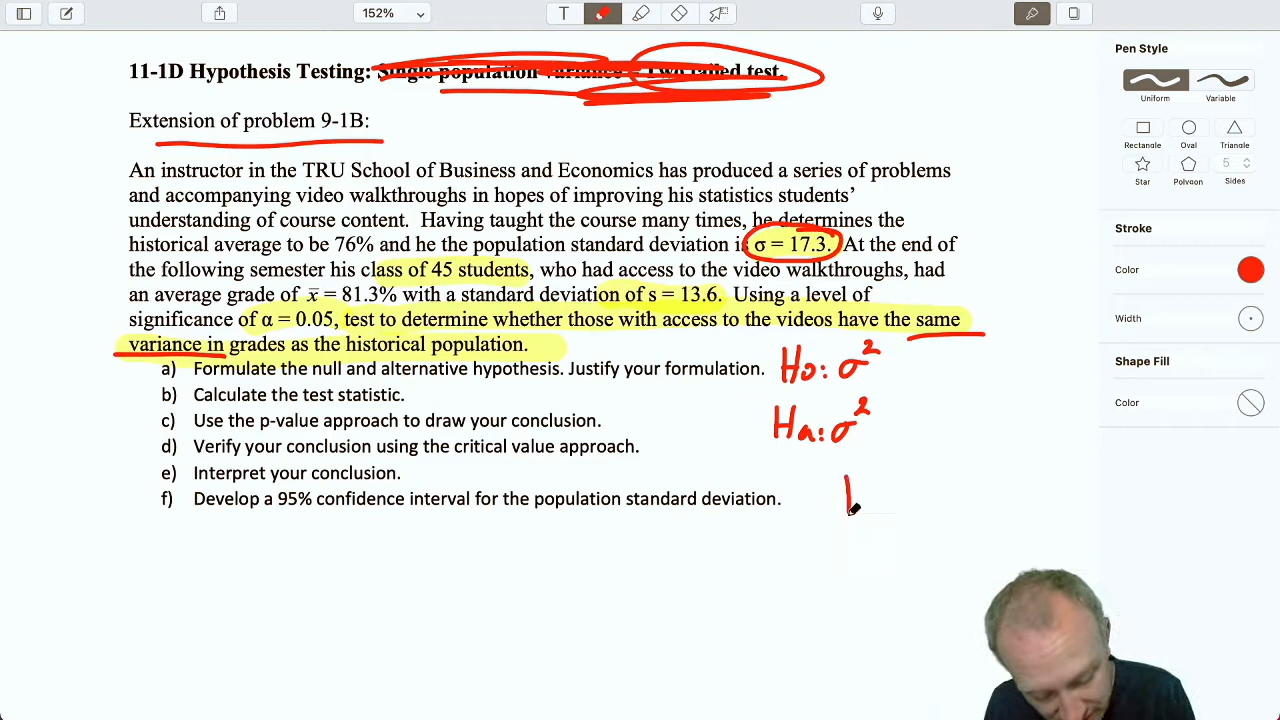 152%
T
11-1D Hypothesis Testing: Single population variance – Two tailed test.
Extension of problem 9-1B:
An instructor in the TRU School of Business and Economics has produced a series of problems
and accompanying video walkthroughs in hopes of improving his statistics students’
understanding of course content.  Having taught the course many times, he determines the
historical average to be 76% and he the population standard deviation is σ = 17.3.  At the end of
the following semester his class of 45 students, who had access to the video walkthroughs, had
an average grade of x̅ = 81.3% with a standard deviation of s = 13.6.  Using a level of
significance of α = 0.05, test to determine whether those with access to the videos have the same
variance in grades as the historical population.
a) Formulate the null and alternative hypothesis. Justify your formulation.
b) Calculate the test statistic.
c) Use the p-value approach to draw your conclusion.
d) Verify your conclusion using the critical value approach.
e) Interpret your conclusion.
f) Develop a 95% confidence interval for the population standard deviation.
Ho: σ²
Ha: σ²
Pen Style
Uniform
Variable
Rectangle
Oval
Triangle
5
Star
Polygon
Sides
Stroke
Color
Width
Shape Fill
Color